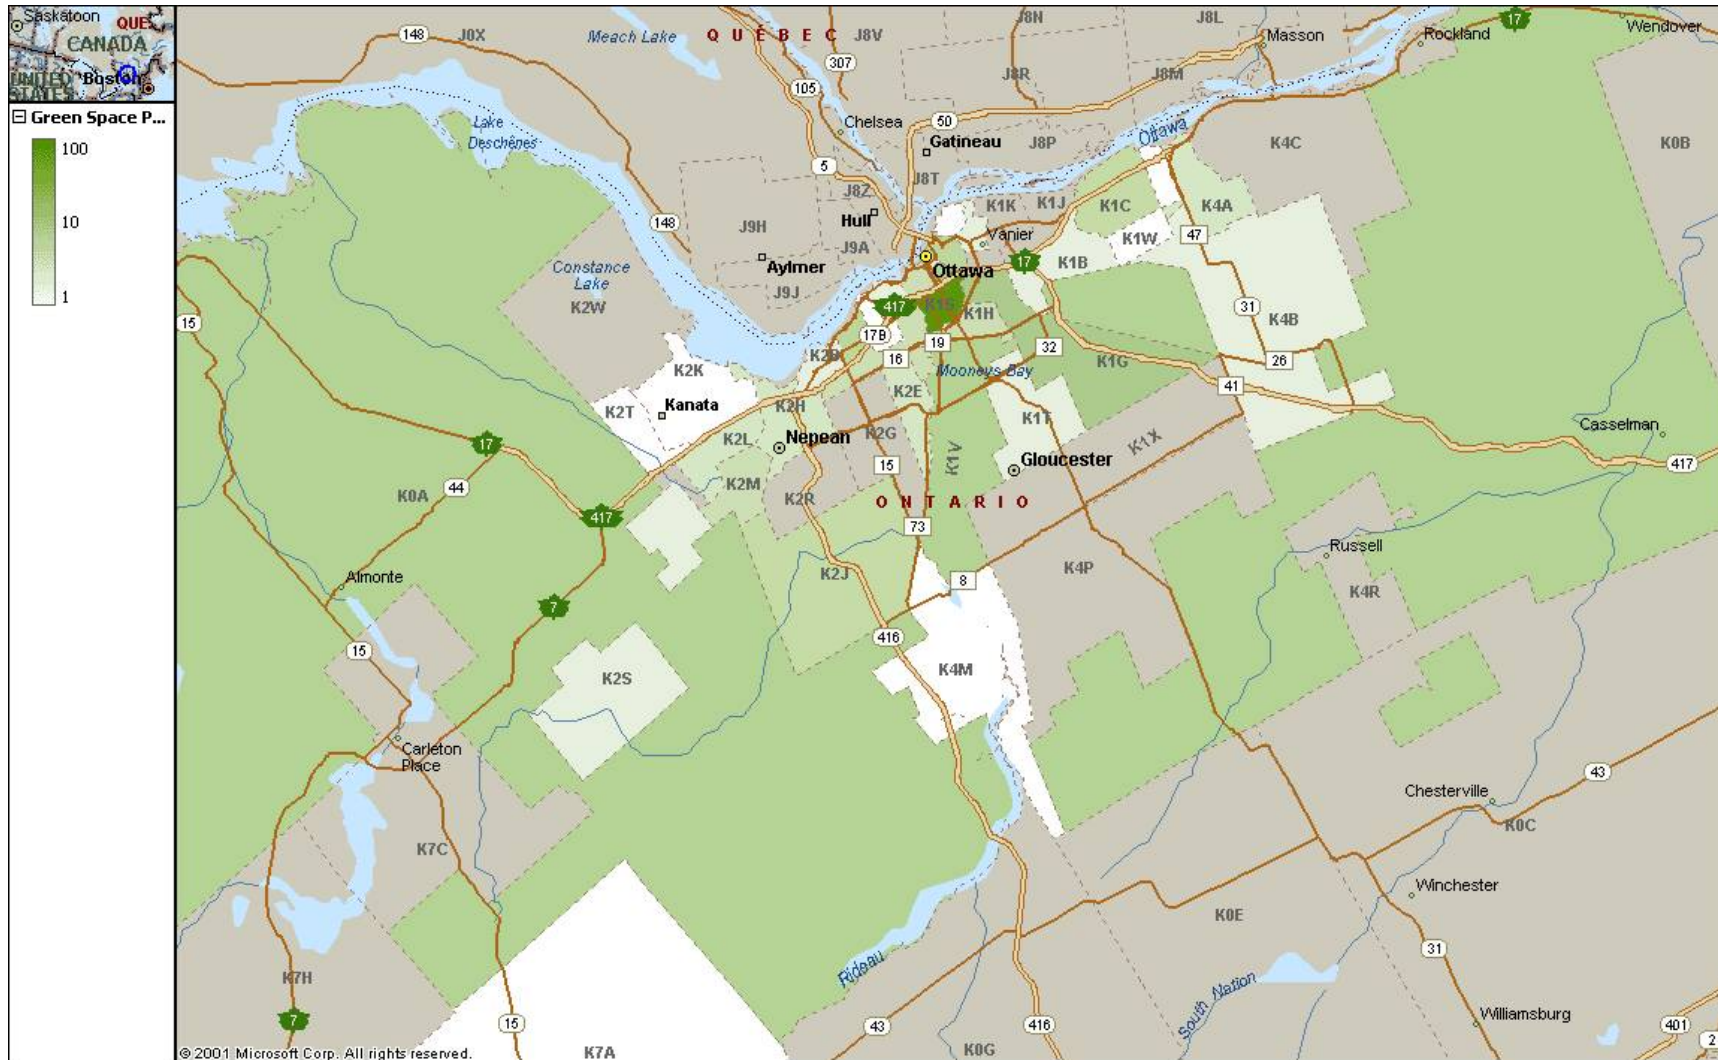 Saskatoon
QUE
CANADA
UNITED
STATES
Boston
Green Space P...
100
10
1
148
J0X
Meach Lake
QUÉBEC
J8V
J8N
J8L
17
Wendover
Masson
Rockland
307
J8R
J8M
105
Lake
Deschênes
Chelsea
50
Ottawa
Gatineau
J8P
K4C
K0B
5
J8T
J8Z
148
J9H
Hull
K1K
K1J
K1C
K4A
J9A
Vanier
K1W
47
Constance
Lake
Aylmer
Ottawa
17
K1B
K2W
J9J
15
417
K1S
K1H
31
K4B
17B
19
32
K2B
16
K1G
26
K2K
Mooneys Bay
41
K2T
Kanata
K2H
K2E
K1T
Casselman
17
K2L
Nepean
K2G
K1V
K1X
Gloucester
15
417
44
K0A
K2M
K2R
ONTARIO
417
73
Russell
Almonte
K2J
8
K4P
K4R
7
416
15
K2S
K4M
Carleton
Place
43
Chesterville
K0C
K7C
Winchester
K0E
31
Rideau
K7H
South Nation
7
15
43
416
Williamsburg
401
2
K7A
K0G
© 2001 Microsoft Corp. All rights reserved.